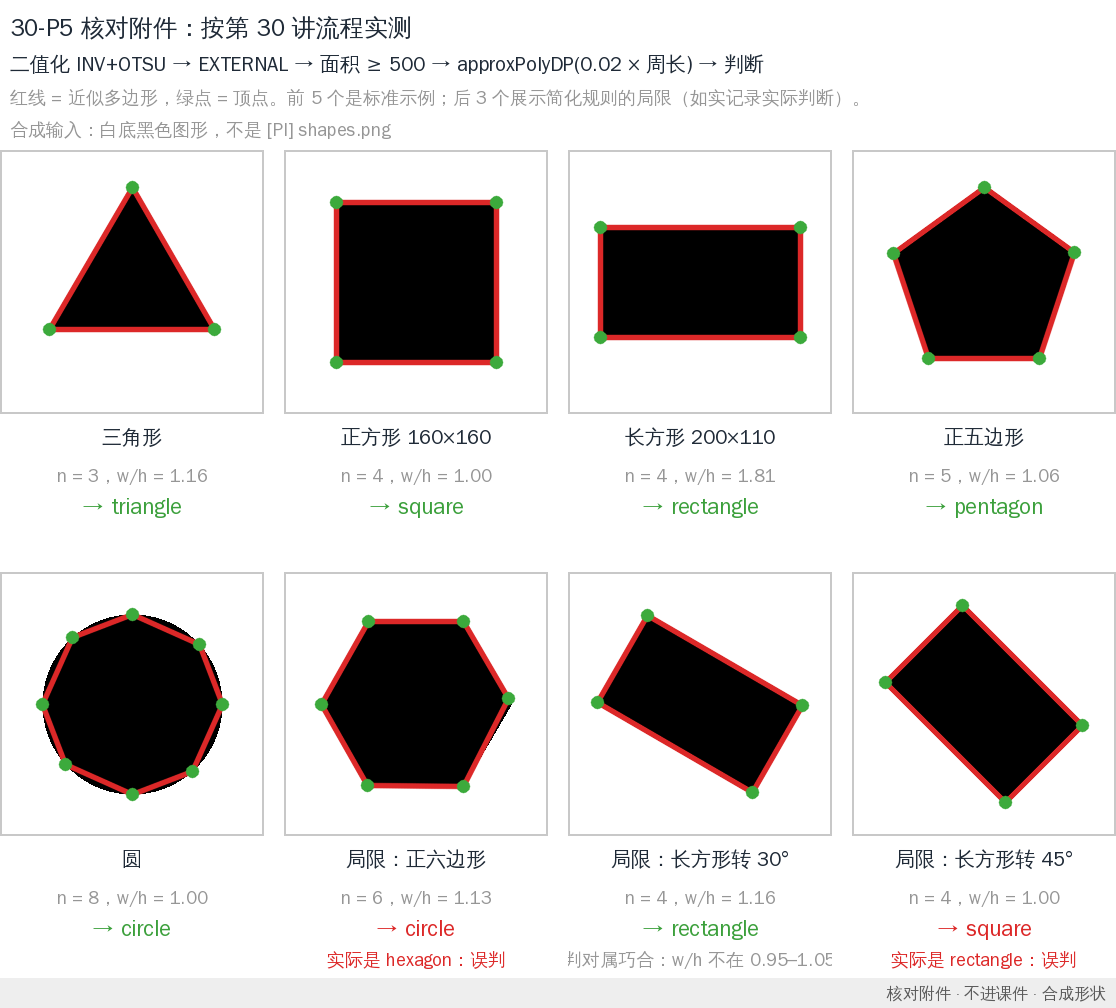 30-P5 核对附件：按第 30 讲流程实测
二值化 INV+OTSU → EXTERNAL → 面积 ≥ 500 → approxPolyDP(0.02 × 周长) → 判断
红线 = 近似多边形，绿点 = 顶点。前 5 个是标准示例；后 3 个展示简化规则的局限（如实记录实际判断）。
合成输入：白底黑色图形，不是 [PI] shapes.png
三角形
n = 3，w/h = 1.16
→ triangle
正方形 160×160
n = 4，w/h = 1.00
→ square
长方形 200×110
n = 4，w/h = 1.81
→ rectangle
正五边形
n = 5，w/h = 1.06
→ pentagon
圆
n = 8，w/h = 1.00
→ circle
局限：正六边形
n = 6，w/h = 1.13
→ circle
实际是 hexagon：误判
局限：长方形转 30°
n = 4，w/h = 1.16
→ rectangle
判对属巧合：w/h 不在 0.95–1.05
局限：长方形转 45°
n = 4，w/h = 1.00
→ square
实际是 rectangle：误判
核对附件 · 不进课件 · 合成形状